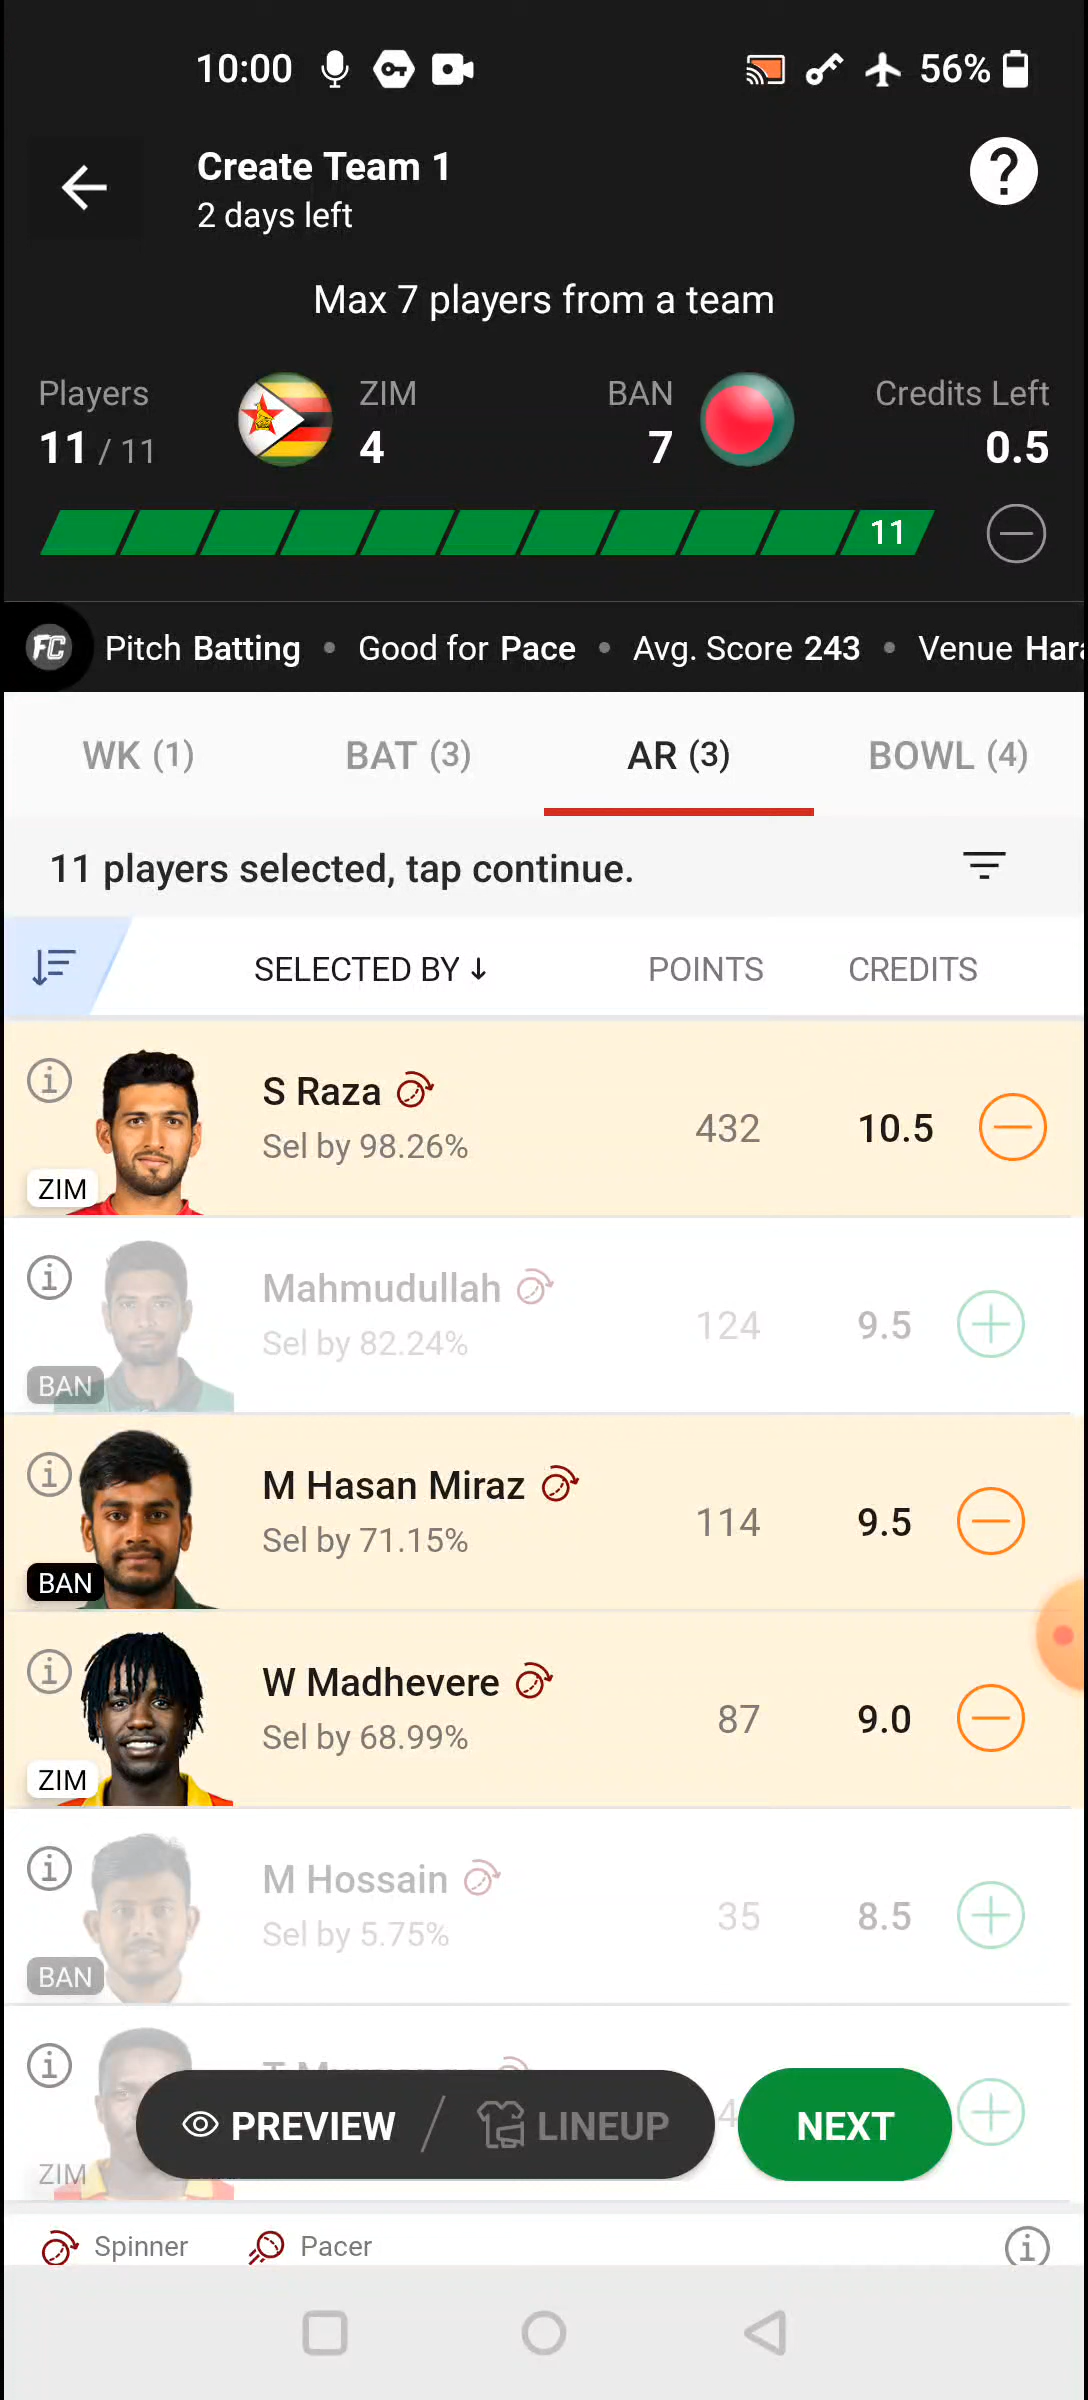 10:00
56%
Create Team 1
2 days left
Max 7 players from a team
Players ZIM BAN Credits Left
11 / 11 4 7 0.5
11
FC Pitch Batting • Good for Pace • Avg. Score 243 • Venue
WK (1) BAT (3) AR (3) BOWL (4)
11 players selected, tap continue.
SELECTED BY ↓ POINTS CREDITS
S Raza
Sel by 98.26%
432 10.5
ZIM
Mahmudullah
Sel by 82.24%
124 9.5
BAN
M Hasan Miraz
Sel by 71.15%
114 9.5
BAN
W Madhevere
Sel by 68.99%
87 9.0
ZIM
M Hossain
Sel by 5.75%
35 8.5
BAN
PREVIEW / LINEUP NEXT
ZIM
Spinner Pacer